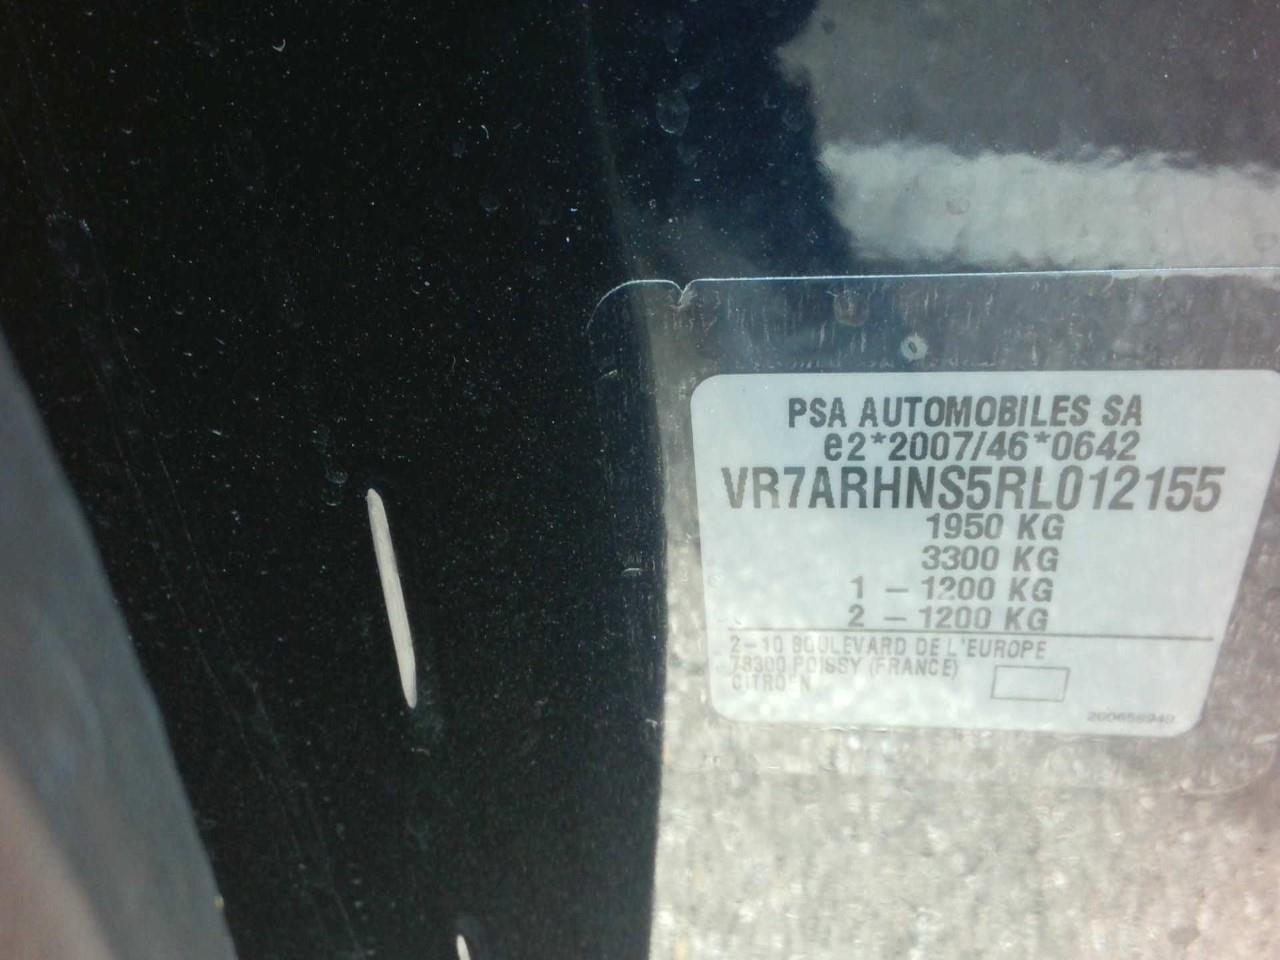 PSA AUTOMOBILES SA
e2*2007/46*0642
VR7ARHNS5RL012155
1950 KG
3300 KG
1 - 1200 KG
2 - 1200 KG
2-10 BOULEVARD DE L'EUROPE
78300 POISSY (FRANCE)
CITROEN